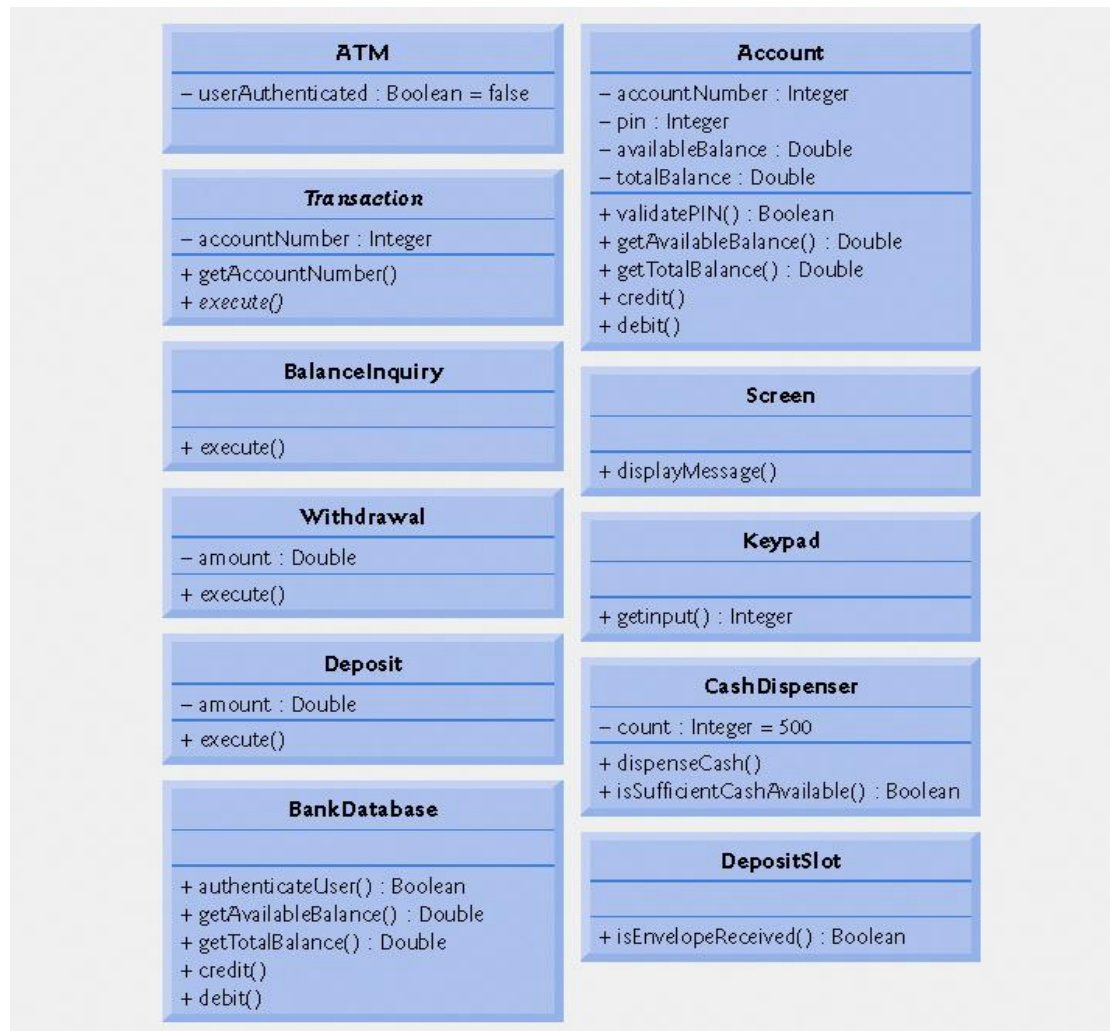 ATM
– userAuthenticated : Boolean = false
Transaction
– accountNumber : Integer
+ getAccountNumber()
+ execute()
BalanceInquiry
+ execute()
Withdrawal
– amount : Double
+ execute()
Deposit
– amount : Double
+ execute()
BankDatabase
+ authenticateUser() : Boolean
+ getAvailableBalance() : Double
+ getTotalBalance() : Double
+ credit()
+ debit()
Account
– accountNumber : Integer
– pin : Integer
– availableBalance : Double
– totalBalance : Double
+ validatePIN() : Boolean
+ getAvailableBalance() : Double
+ getTotalBalance() : Double
+ credit()
+ debit()
Screen
+ displayMessage()
Keypad
+ getinput() : Integer
CashDispenser
– count : Integer = 500
+ dispenseCash()
+ isSufficientCashAvailable() : Boolean
DepositSlot
+ isEnvelopeReceived() : Boolean